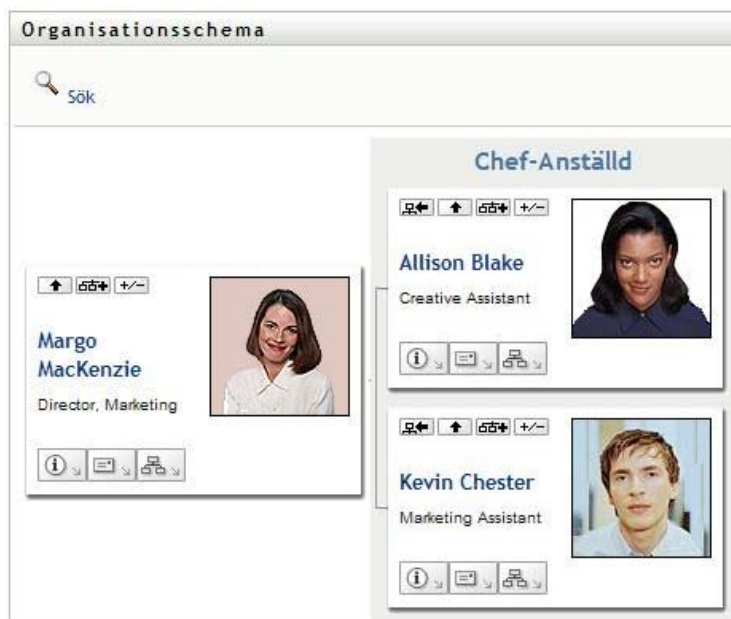 Organisationsschema
Sök
Chef-Anställd
Margo
MacKenzie
Director, Marketing
Allison Blake
Creative Assistant
Kevin Chester
Marketing Assistant